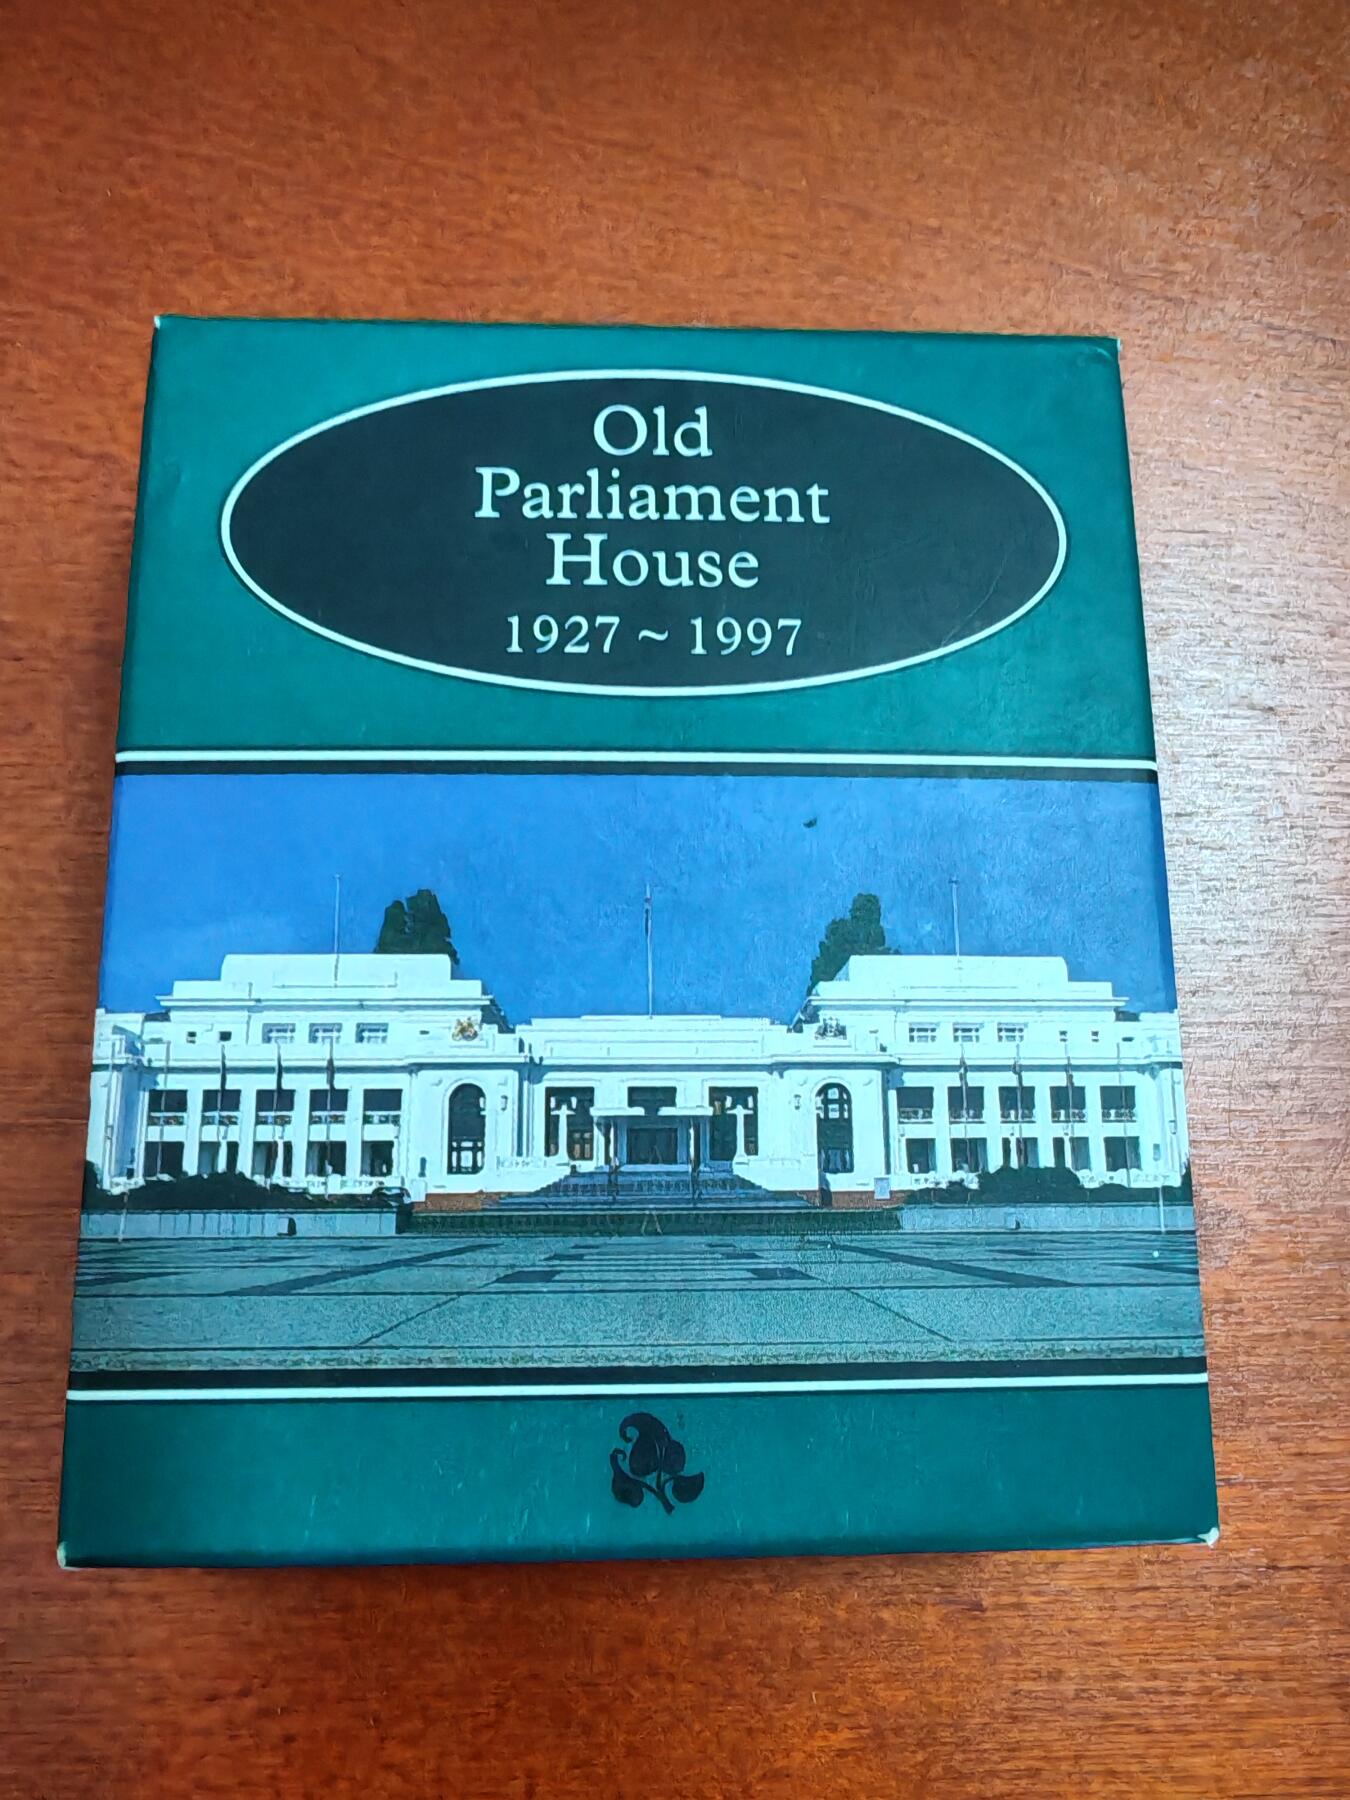 Old
Parliament
House
1927 ~ 1997